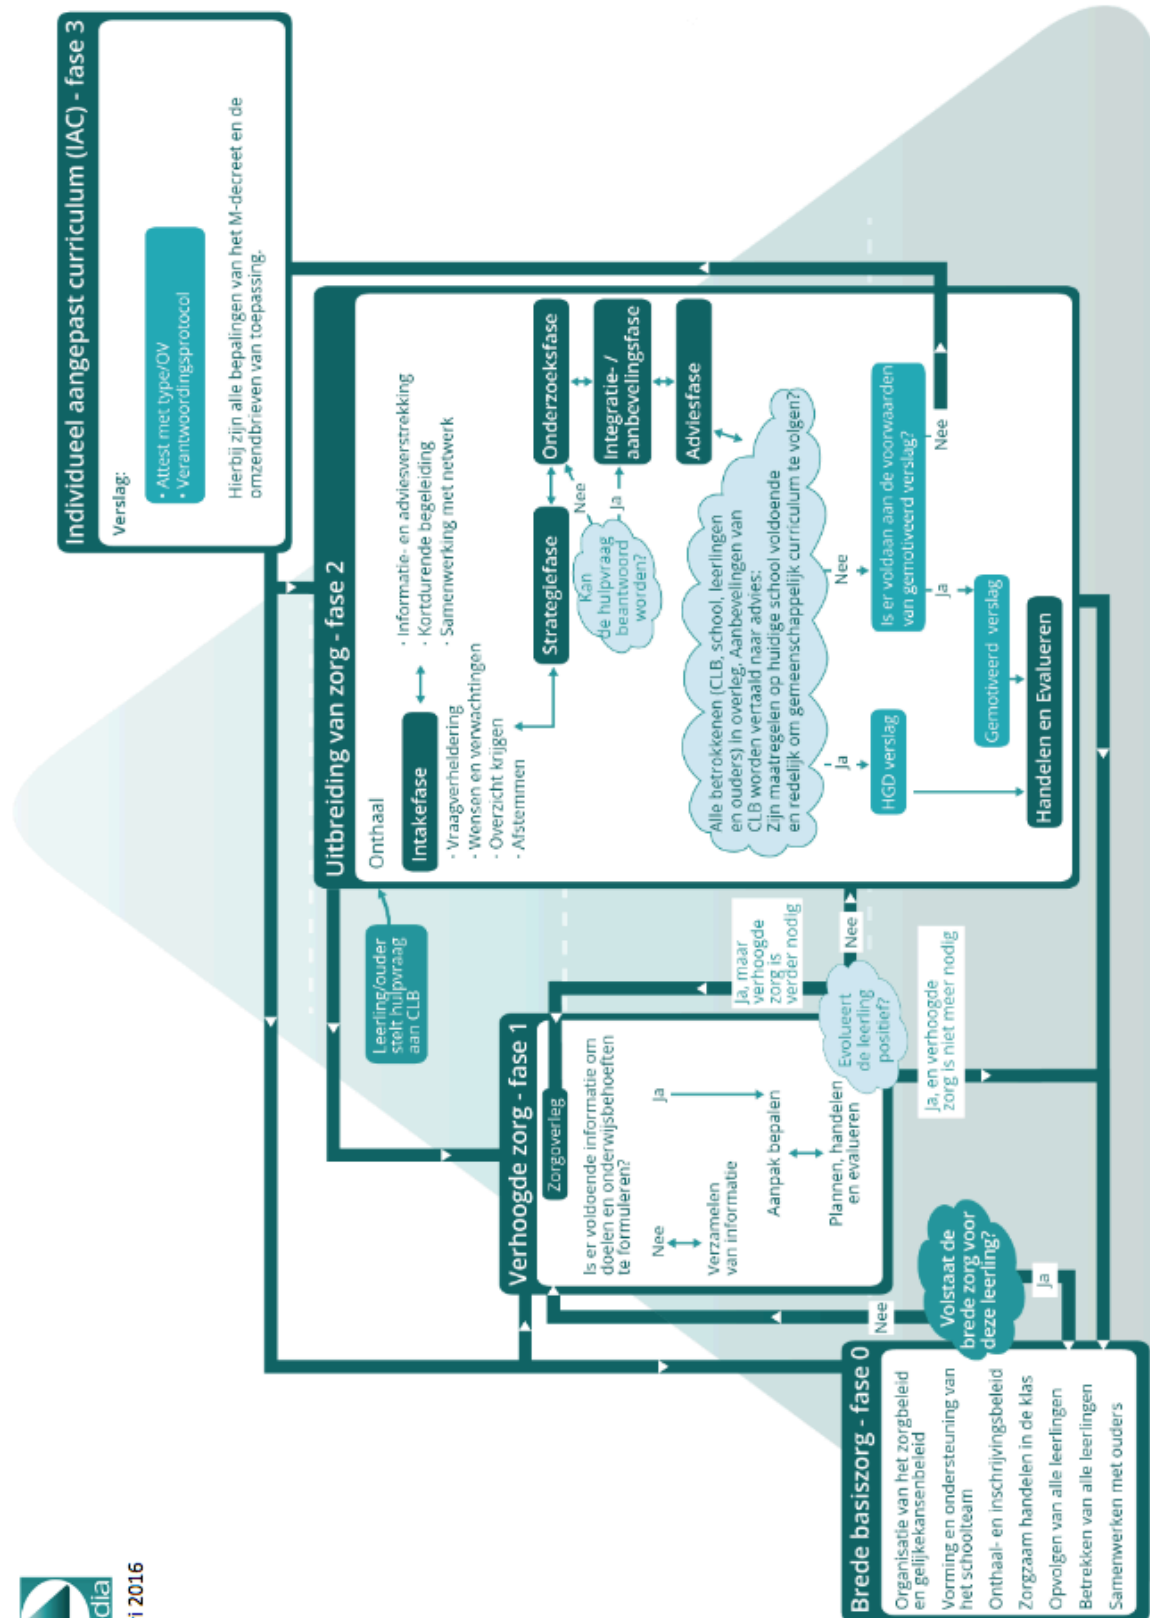 Individueel aangepast curriculum (IAC) - fase 3
Verslag:
• Attest met type/OV
• Verantwoordingsprotocol
Hierbij zijn alle bepalingen van het M-decreet en de
omzendbrieven van toepassing.
Uitbreiding van zorg - fase 2
Onthaal
Intakefase
· Informatie- en adviesverstrekking
· Kortdurende begeleiding
· Samenwerking met netwerk
· Vraagverheldering
· Wensen en verwachtingen
· Overzicht krijgen
· Afstemmen
Strategiefase
Onderzoeksfase
Kan
de hulpvraag
beantwoord
worden?
Nee
Ja
Integratie- /
aanbevelingsfase
Adviesfase
Alle betrokkenen (CLB, school, leerlingen
en ouders) in overleg. Aanbevelingen van
CLB worden vertaald naar advies:
Zijn maatregelen op huidige school voldoende
en redelijk om gemeenschappelijk curriculum te volgen?
Ja
Nee
HGD verslag
Is er voldaan aan de voorwaarden
van gemotiveerd verslag?
Ja
Nee
Gemotiveerd verslag
Handelen en Evalueren
Leerling/ouder
stelt hulpvraag
aan CLB
Verhoogde zorg - fase 1
Zorgoverleg
Is er voldoende informatie om
doelen en onderwijsbehoeften
te formuleren?
Nee
Ja
Verzamelen
van informatie
Aanpak bepalen
Plannen, handelen
en evalueren
Evolueert
de leerling
positief?
Ja, maar
verhoogde
zorg is
verder nodig
Nee
Ja, en verhoogde
zorg is niet meer nodig
Brede basiszorg - fase 0
Organisatie van het zorgbeleid
en gelijkekansenbeleid
Vorming en ondersteuning van
het schoolteam
Onthaal- en inschrijvingsbeleid
Zorgzaam handelen in de klas
Opvolgen van alle leerlingen
Betrekken van alle leerlingen
Samenwerken met ouders
Volstaat de
brede zorg voor
deze leerling?
Nee
Ja
dia
i 2016